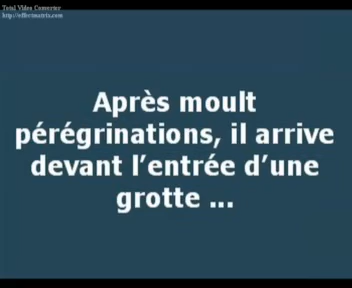 Total Video Converter
http://effectmatrix.com
Après moult
pérégrinations, il arrive
devant l'entrée d'une
grotte ...